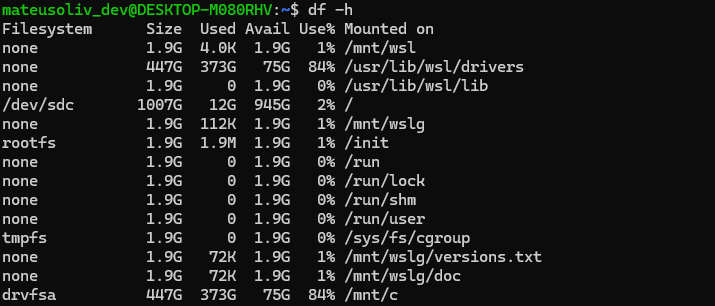 mateusoliv_dev@DESKTOP-M080RHV:~$ df -h
Filesystem Size Used Avail Use% Mounted on
none 1.9G 4.0K 1.9G 1% /mnt/wsl
none 447G 373G 75G 84% /usr/lib/wsl/drivers
none 1.9G 0 1.9G 0% /usr/lib/wsl/lib
/dev/sdc 1007G 12G 945G 2% /
none 1.9G 112K 1.9G 1% /mnt/wslg
rootfs 1.9G 1.9M 1.9G 1% /init
none 1.9G 0 1.9G 0% /run
none 1.9G 0 1.9G 0% /run/lock
none 1.9G 0 1.9G 0% /run/shm
none 1.9G 0 1.9G 0% /run/user
tmpfs 1.9G 0 1.9G 0% /sys/fs/cgroup
none 1.9G 72K 1.9G 1% /mnt/wslg/versions.txt
none 1.9G 72K 1.9G 1% /mnt/wslg/doc
drvfsa 447G 373G 75G 84% /mnt/c